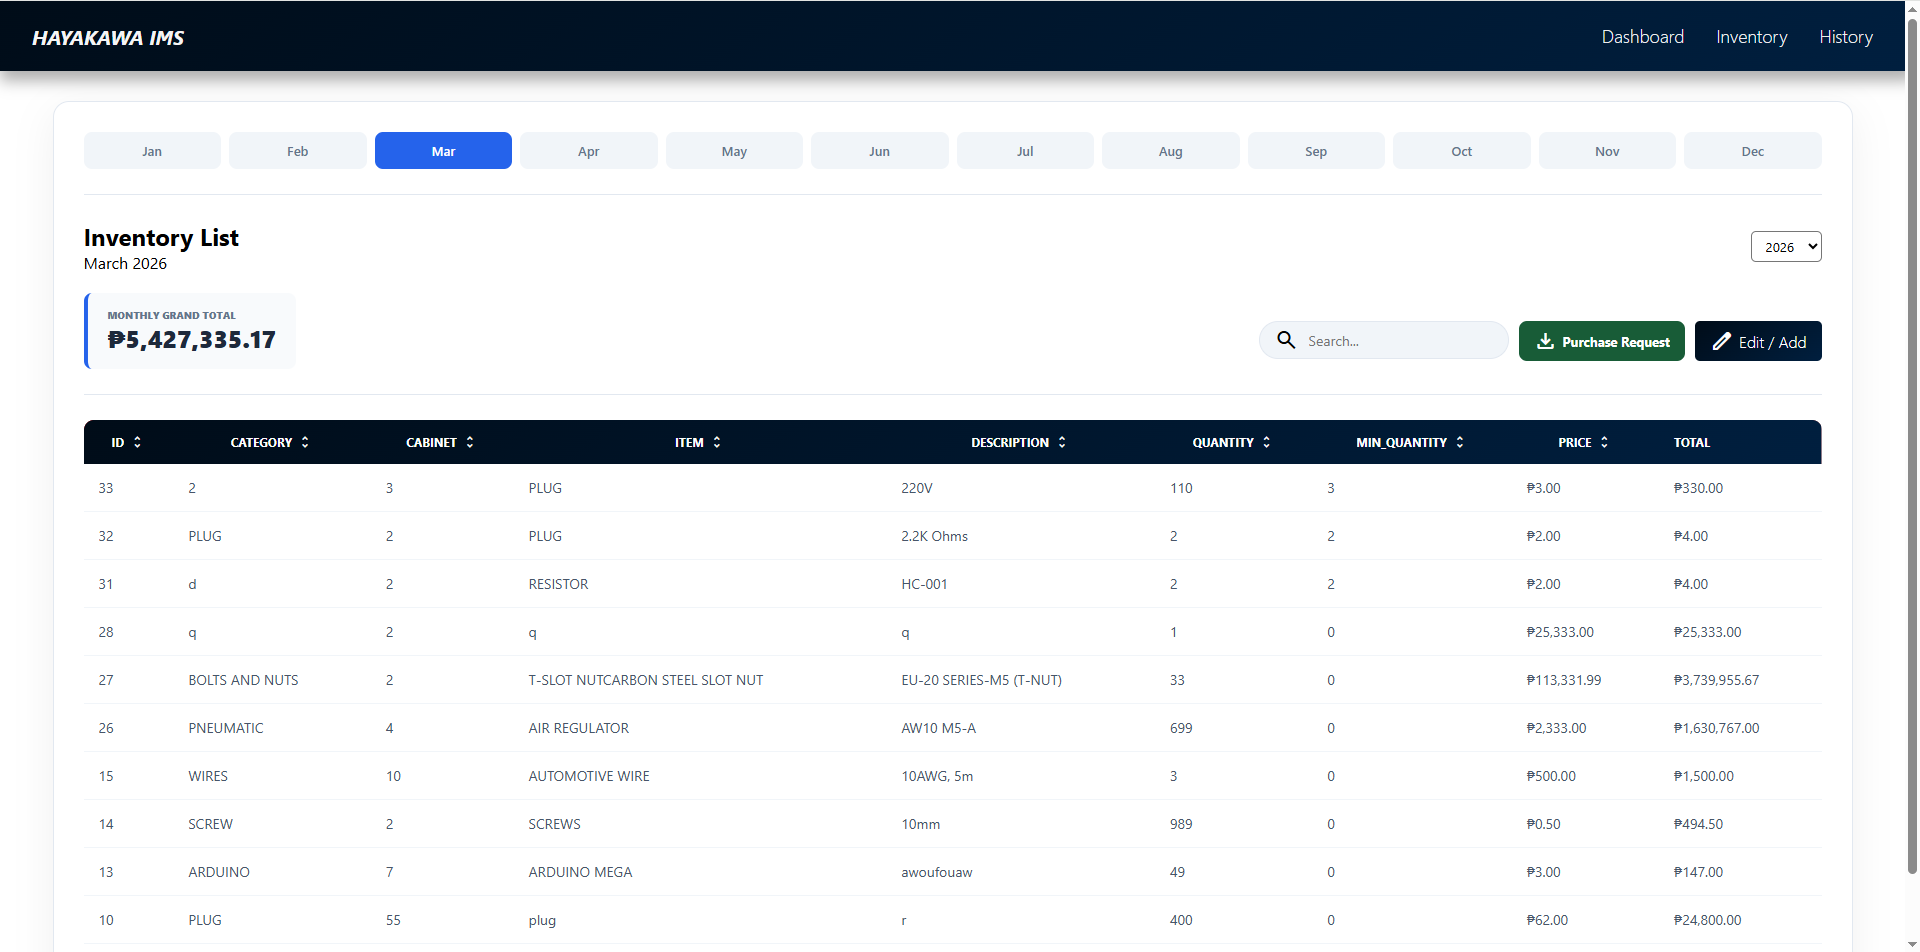 HAYAKAWA IMS Dashboard Inventory History
Jan Feb Mar Apr May Jun Jul Aug Sep Oct Nov Dec
Inventory List
March 2026
2026
MONTHLY GRAND TOTAL
₱5,427,335.17
Search...
Purchase Request
Edit / Add
ID CATEGORY CABINET ITEM DESCRIPTION QUANTITY MIN_QUANTITY PRICE TOTAL
33 2 3 PLUG 220V 110 3 ₱3.00 ₱330.00
32 PLUG 2 PLUG 2.2K Ohms 2 2 ₱2.00 ₱4.00
31 d 2 RESISTOR HC-001 2 2 ₱2.00 ₱4.00
28 q 2 q q 1 0 ₱25,333.00 ₱25,333.00
27 BOLTS AND NUTS 2 T-SLOT NUTCARBON STEEL SLOT NUT EU-20 SERIES-M5 (T-NUT) 33 0 ₱113,331.99 ₱3,739,955.67
26 PNEUMATIC 4 AIR REGULATOR AW10 M5-A 699 0 ₱2,333.00 ₱1,630,767.00
15 WIRES 10 AUTOMOTIVE WIRE 10AWG, 5m 3 0 ₱500.00 ₱1,500.00
14 SCREW 2 SCREWS 10mm 989 0 ₱0.50 ₱494.50
13 ARDUINO 7 ARDUINO MEGA awoufouaw 49 0 ₱3.00 ₱147.00
10 PLUG 55 plug r 400 0 ₱62.00 ₱24,800.00